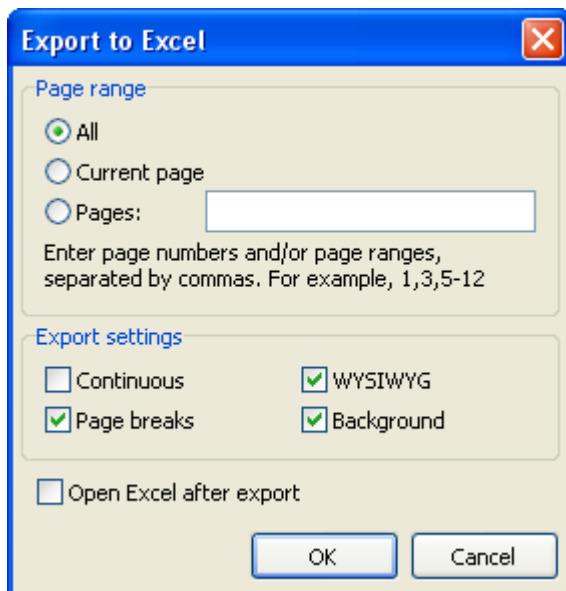 Export to Excel
Page range
All
Current page
Pages:
Enter page numbers and/or page ranges,
separated by commas. For example, 1,3,5-12
Export settings
Continuous
WYSIWYG
Page breaks
Background
Open Excel after export
OK
Cancel